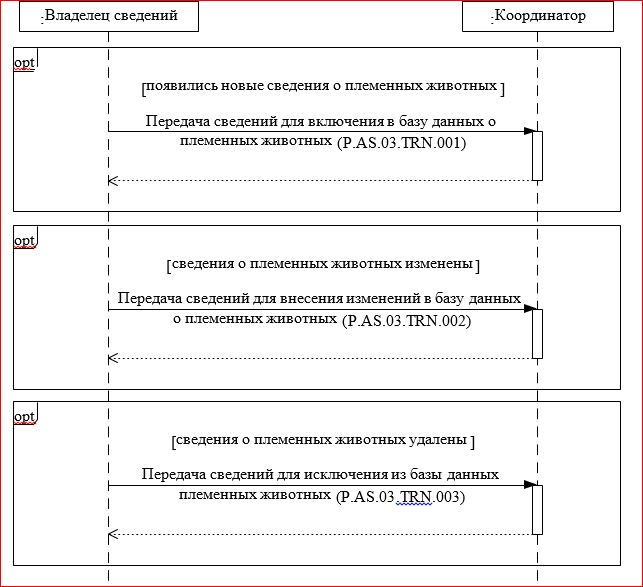 :Владелец сведений
:Координатор
opt
[появились новые сведения о племенных животных ]
Передача сведений для включения в базу данных о
племенных животных (P.AS.03.TRN.001)
opt
[сведения о племенных животных изменены ]
Передача сведений для внесения изменений в базу данных
о племенных животных (P.AS.03.TRN.002)
opt
[сведения о племенных животных удалены ]
Передача сведений для исключения из базы данных
племенных животных (P.AS.03.TRN.003)